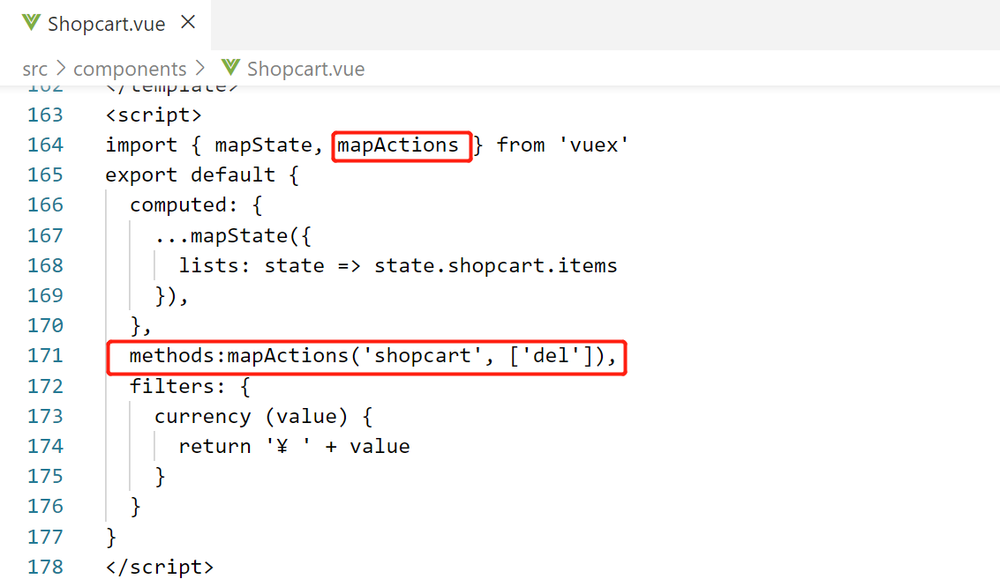 Shopcart.vue ×
src > components > Shopcart.vue
162 </template>
163 <script>
164 import { mapState, mapActions } from 'vuex'
165 export default {
166 computed: {
167 ...mapState({
168 lists: state => state.shopcart.items
169 }),
170 },
171 methods:mapActions('shopcart', ['del']),
172 filters: {
173 currency (value) {
174 return '¥ ' + value
175 }
176 }
177 }
178 </script>